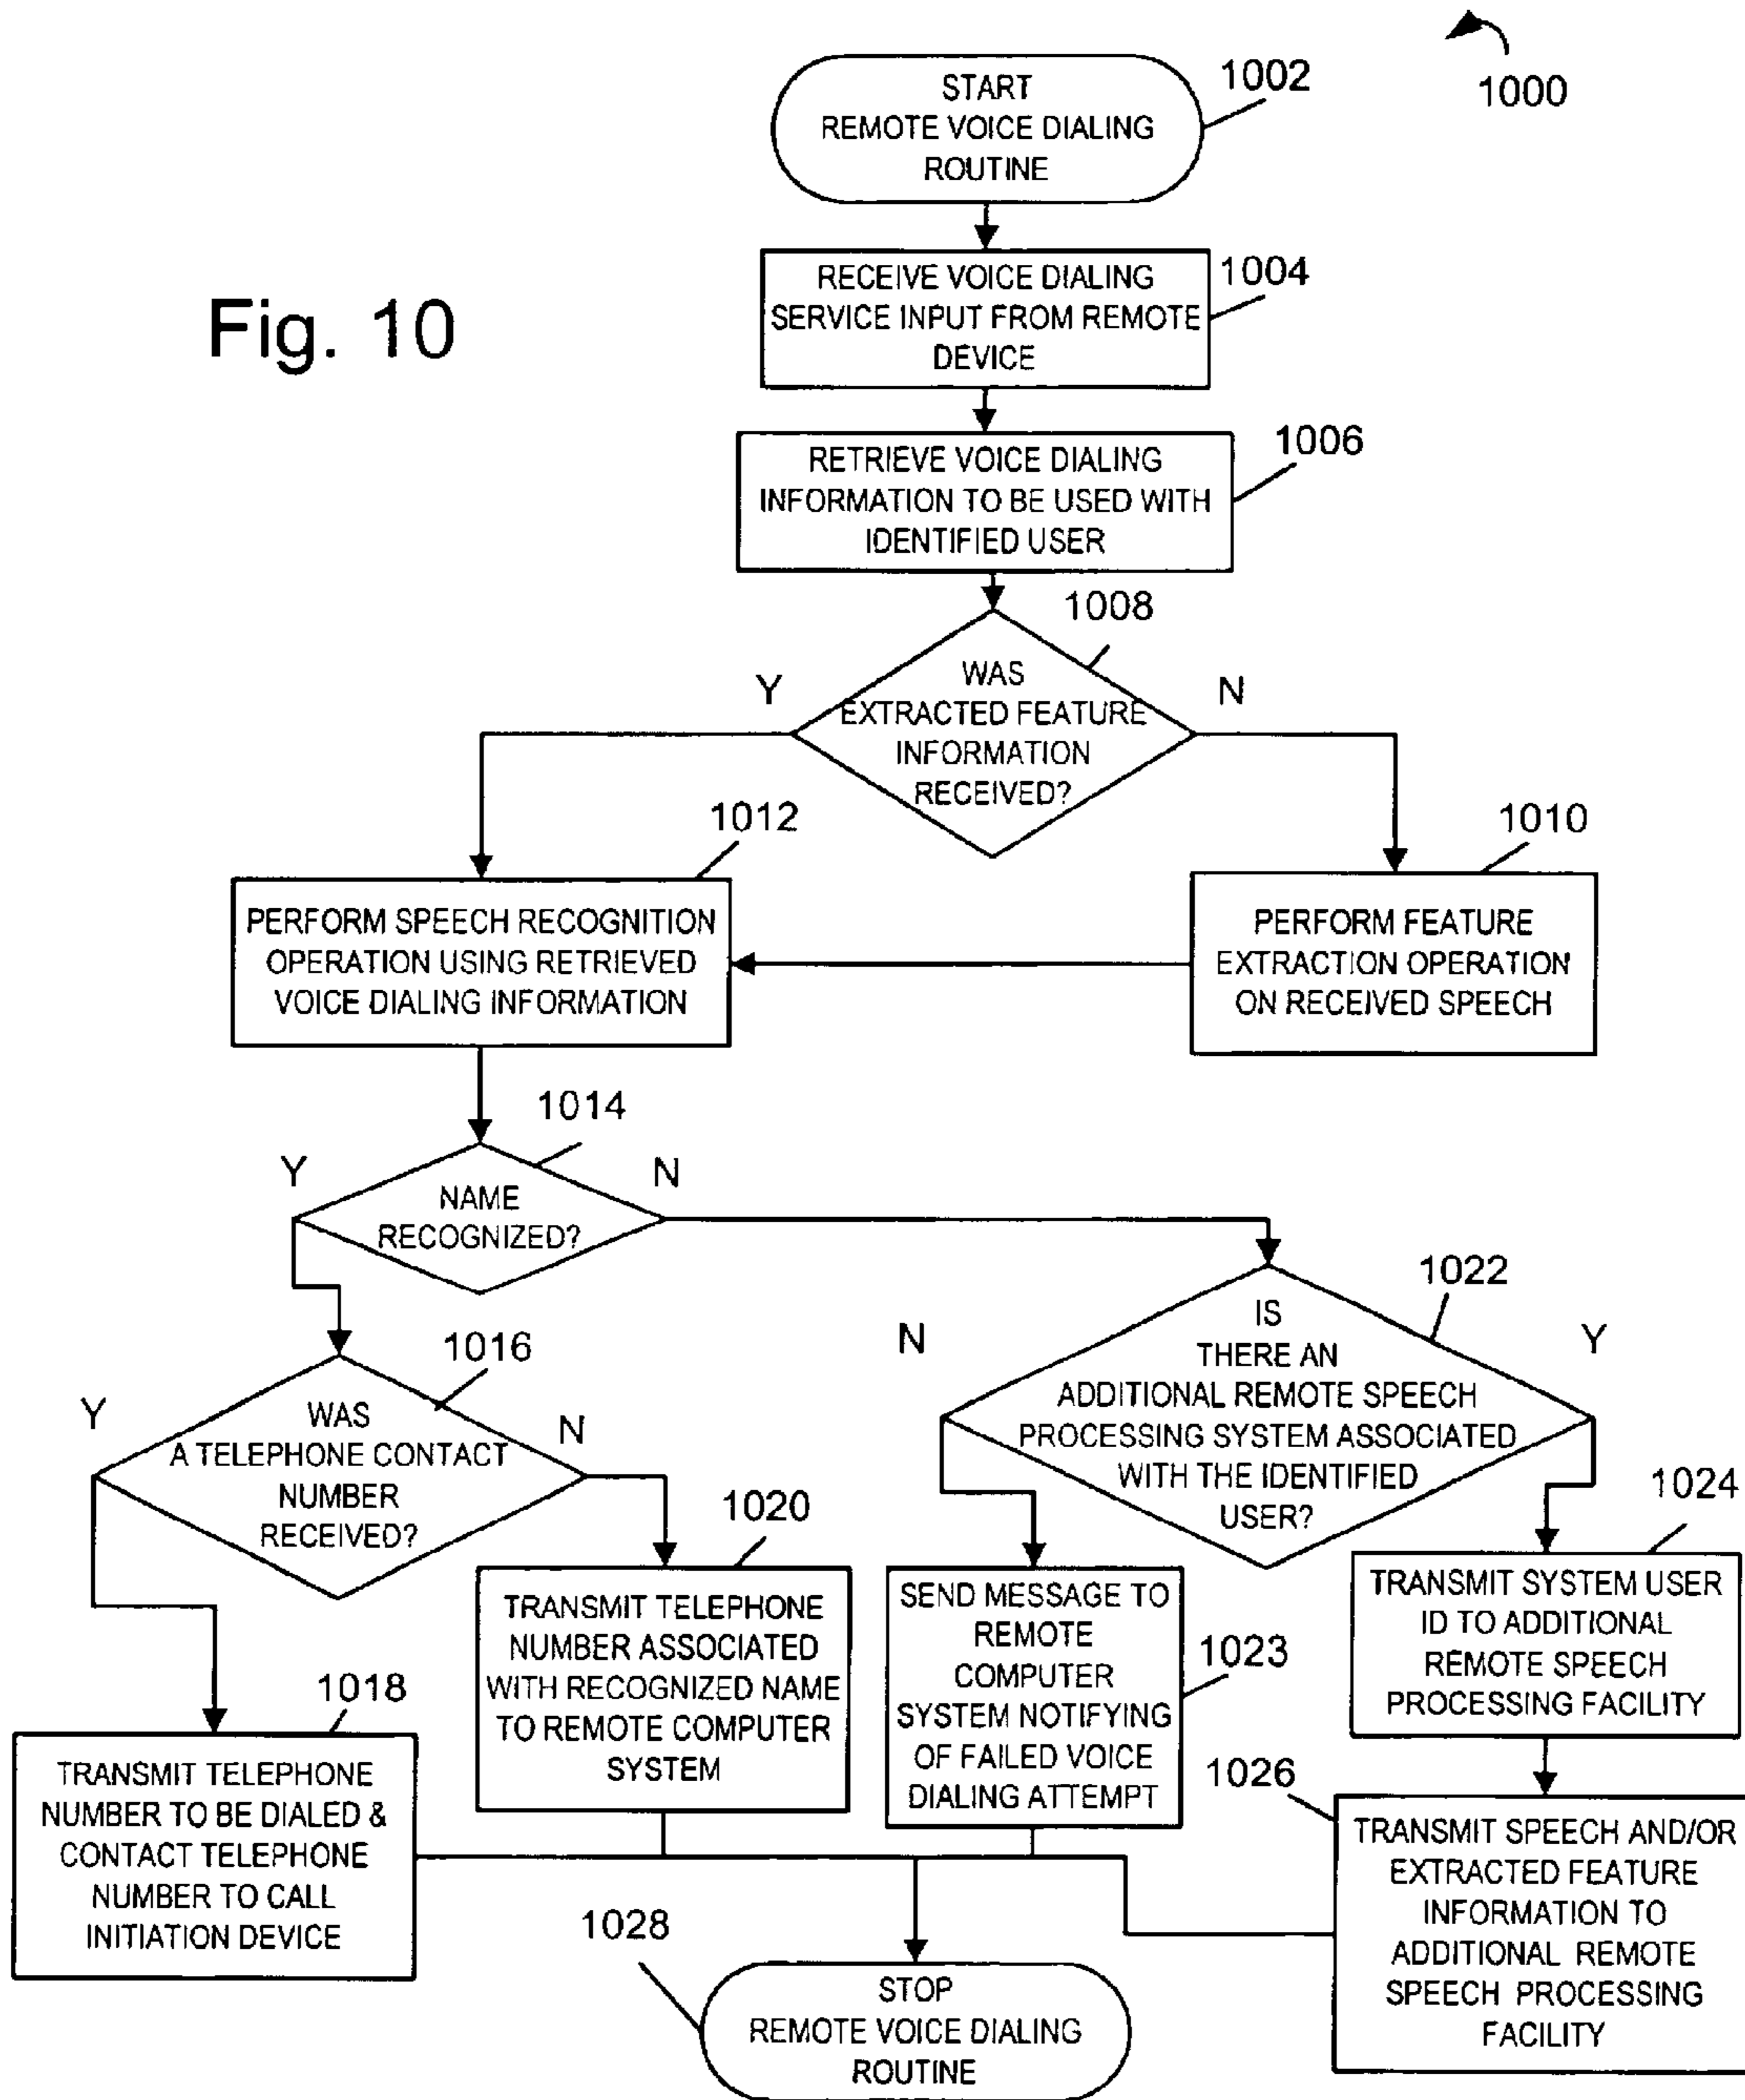 1000
START
REMOTE VOICE DIALING
ROUTINE
1002
Fig. 10
RECEIVE VOICE DIALING
SERVICE INPUT FROM REMOTE
DEVICE
1004
RETRIEVE VOICE DIALING
INFORMATION TO BE USED WITH
IDENTIFIED USER
1006
1008
WAS
EXTRACTED FEATURE
INFORMATION
RECEIVED?
Y
N
1012
PERFORM SPEECH RECOGNITION
OPERATION USING RETRIEVED
VOICE DIALING INFORMATION
1010
PERFORM FEATURE
EXTRACTION OPERATION
ON RECEIVED SPEECH
1014
Y
N
NAME
RECOGNIZED?
1016
Y
N
WAS
A TELEPHONE CONTACT
NUMBER
RECEIVED?
1022
N
Y
IS
THERE AN
ADDITIONAL REMOTE SPEECH
PROCESSING SYSTEM ASSOCIATED
WITH THE IDENTIFIED
USER?
1018
TRANSMIT TELEPHONE
NUMBER TO BE DIALED &
CONTACT TELEPHONE
NUMBER TO CALL
INITIATION DEVICE
1020
TRANSMIT TELEPHONE
NUMBER ASSOCIATED
WITH RECOGNIZED NAME
TO REMOTE COMPUTER
SYSTEM
SEND MESSAGE TO
REMOTE
COMPUTER
SYSTEM NOTIFYING
OF FAILED VOICE
DIALING ATTEMPT
1023
1024
TRANSMIT SYSTEM USER
ID TO ADDITIONAL
REMOTE SPEECH
PROCESSING FACILITY
1026
TRANSMIT SPEECH AND/OR
EXTRACTED FEATURE
INFORMATION TO
ADDITIONAL REMOTE
SPEECH PROCESSING
FACILITY
1028
STOP
REMOTE VOICE DIALING
ROUTINE